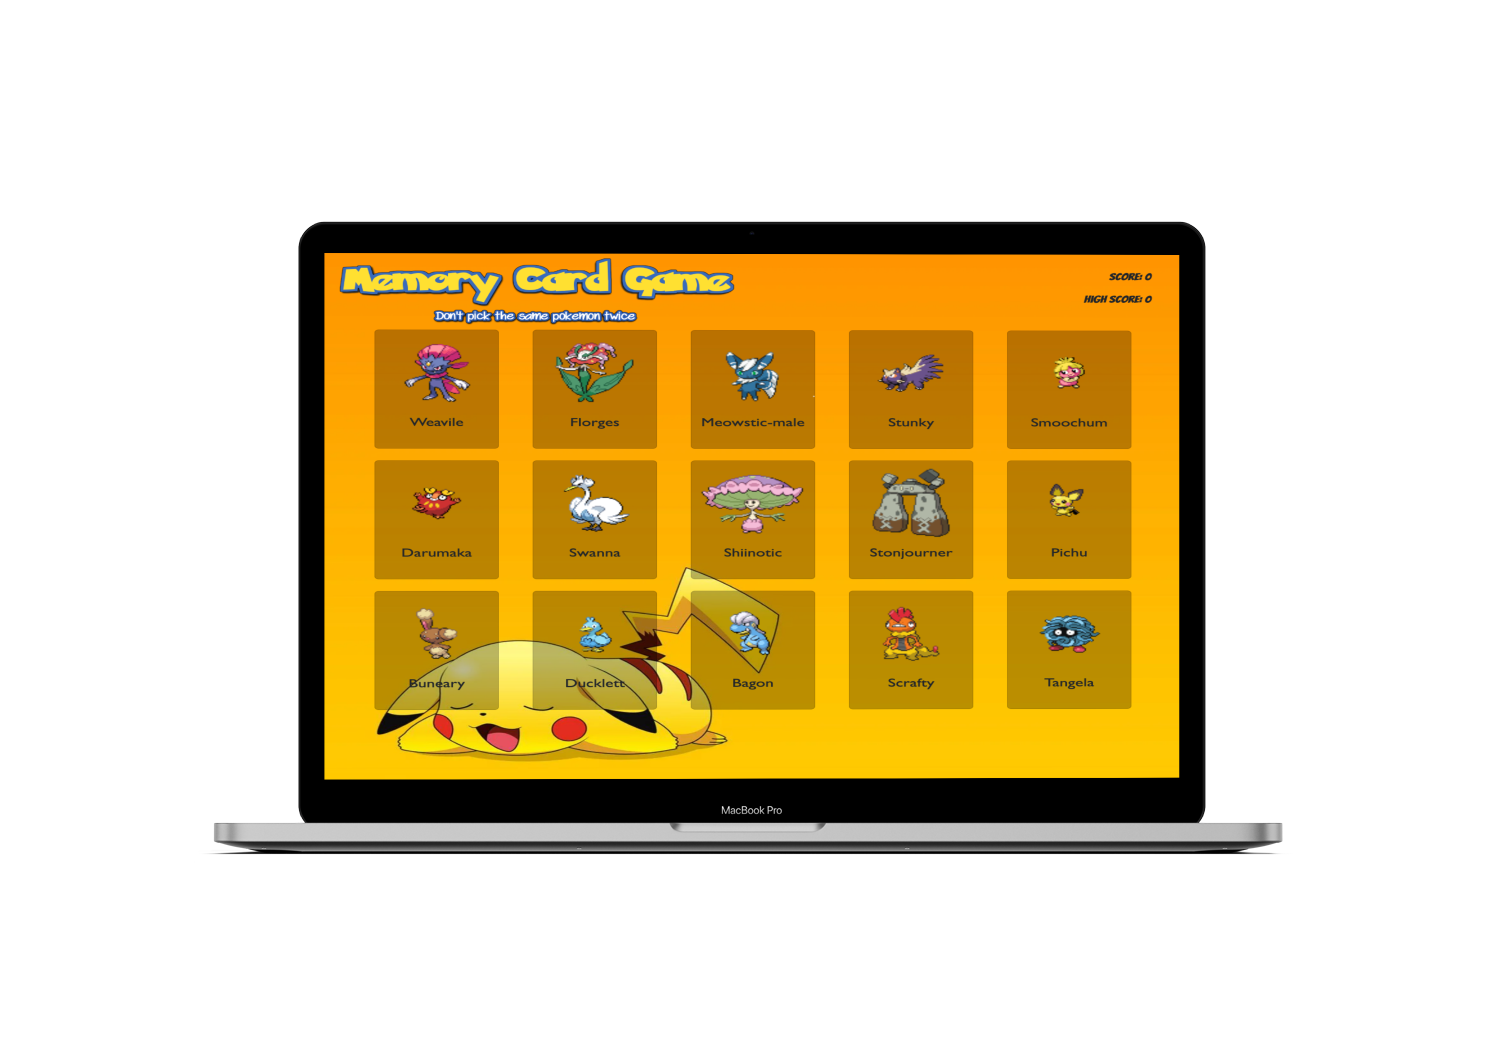 Memory Card Game
SCORE: 0
HIGH SCORE: 0
Don't pick the same pokemon twice
Weavile
Florges
Meowstic-male
Stunky
Smoochum
Darumaka
Swanna
Shiinotic
Stonjourner
Pichu
Buneary
Ducklett
Bagon
Scrafty
Tangela
MacBook Pro